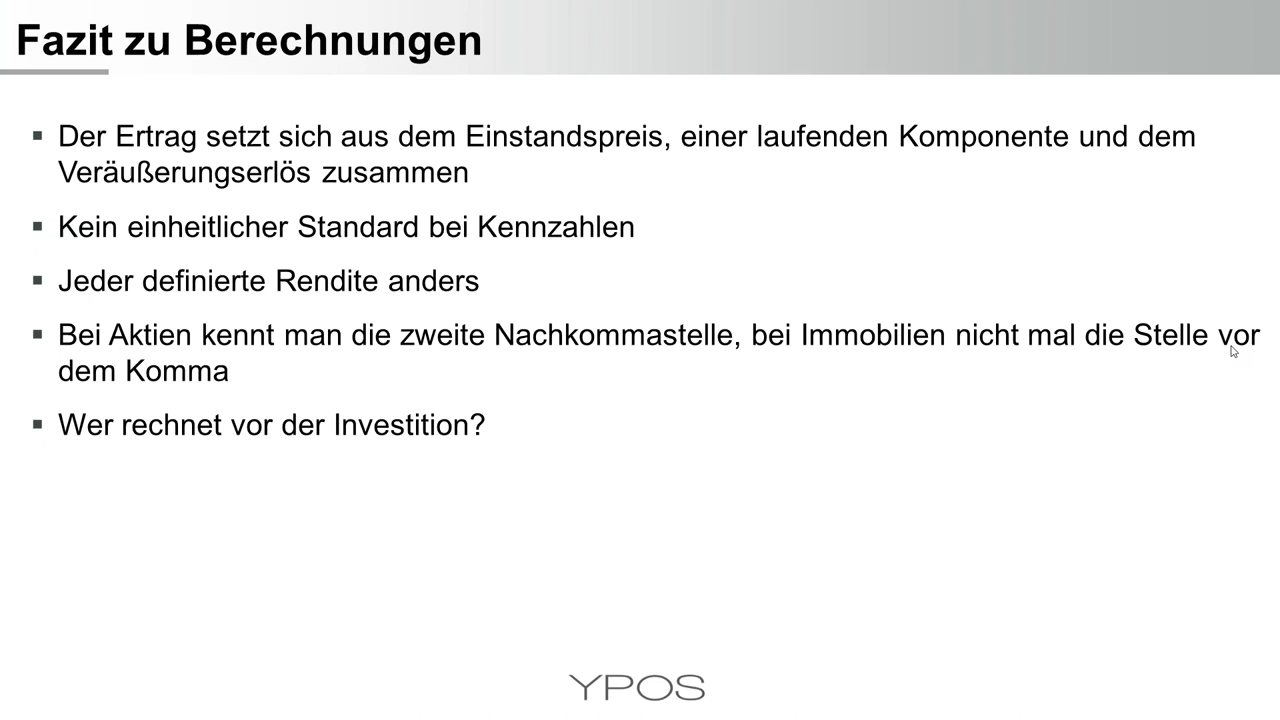 Fazit zu Berechnungen
Der Ertrag setzt sich aus dem Einstandspreis, einer laufenden Komponente und dem
Veräußerungserlös zusammen
Kein einheitlicher Standard bei Kennzahlen
Jeder definierte Rendite anders
Bei Aktien kennt man die zweite Nachkommastelle, bei Immobilien nicht mal die Stelle vor
dem Komma
Wer rechnet vor der Investition?
YPOS